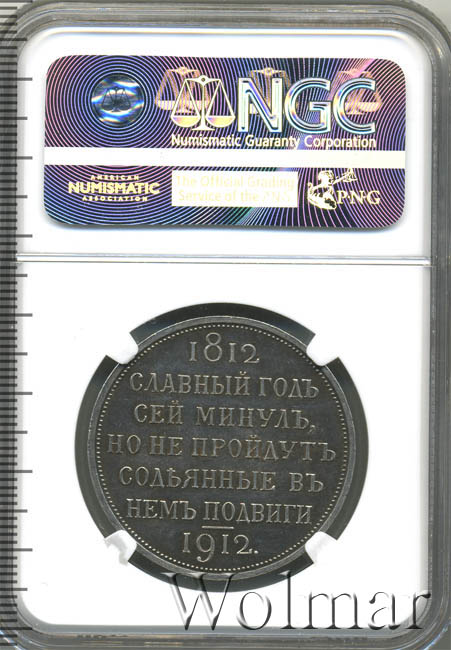 NGC
Numismatic Guaranty Corporation
AMERICAN
NUMISMATIC
ASSOCIATION
The Official Grading
Service of the
PNG
1812
СЛАВНЫЙ ГОДЪ
СЕЙ МИНУЛЪ,
НО НЕ ПРОЙДУТЪ
СОДѢЯННЫЕ ВЪ
НЕМЪ ПОДВИГИ
1912.
Wolmar